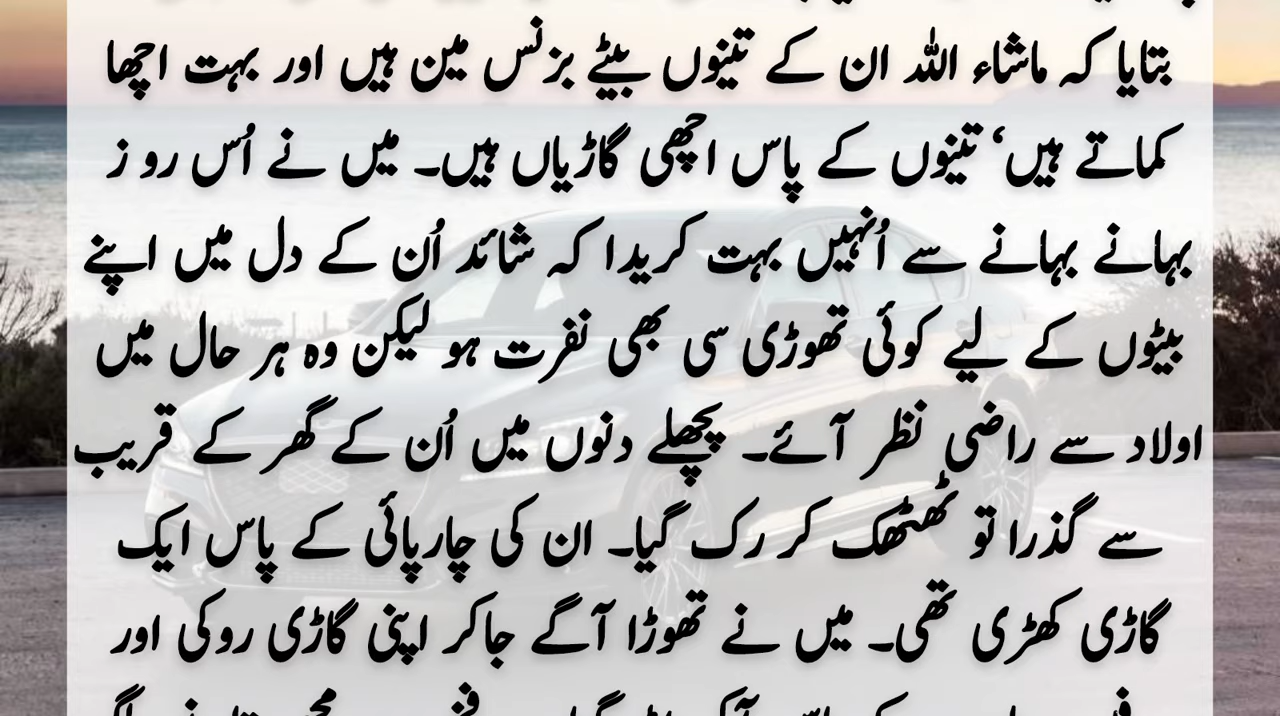 بتایا کہ ماشاء اللہ ان کے تینوں بیٹے بزنس مین ہیں اور بہت اچھا
کماتے ہیں‘ تینوں کے پاس اچھی گاڑیاں ہیں۔ میں نے اُس رو ز
بہانے بہانے سے اُنہیں بہت کریدا کہ شائد اُن کے دل میں اپنے
بیٹوں کے لیے کوئی تھوڑی سی بھی نفرت ہو لیکن وہ ہر حال میں
اولاد سے راضی نظر آئے۔ پچھلے دنوں میں اُن کے گھر کے قریب
سے گذرا تو ٹھٹھک کر رک گیا۔ ان کی چارپائی کے پاس ایک
گاڑی کھڑی تھی۔ میں نے تھوڑا آگے جاکر اپنی گاڑی روکی اور